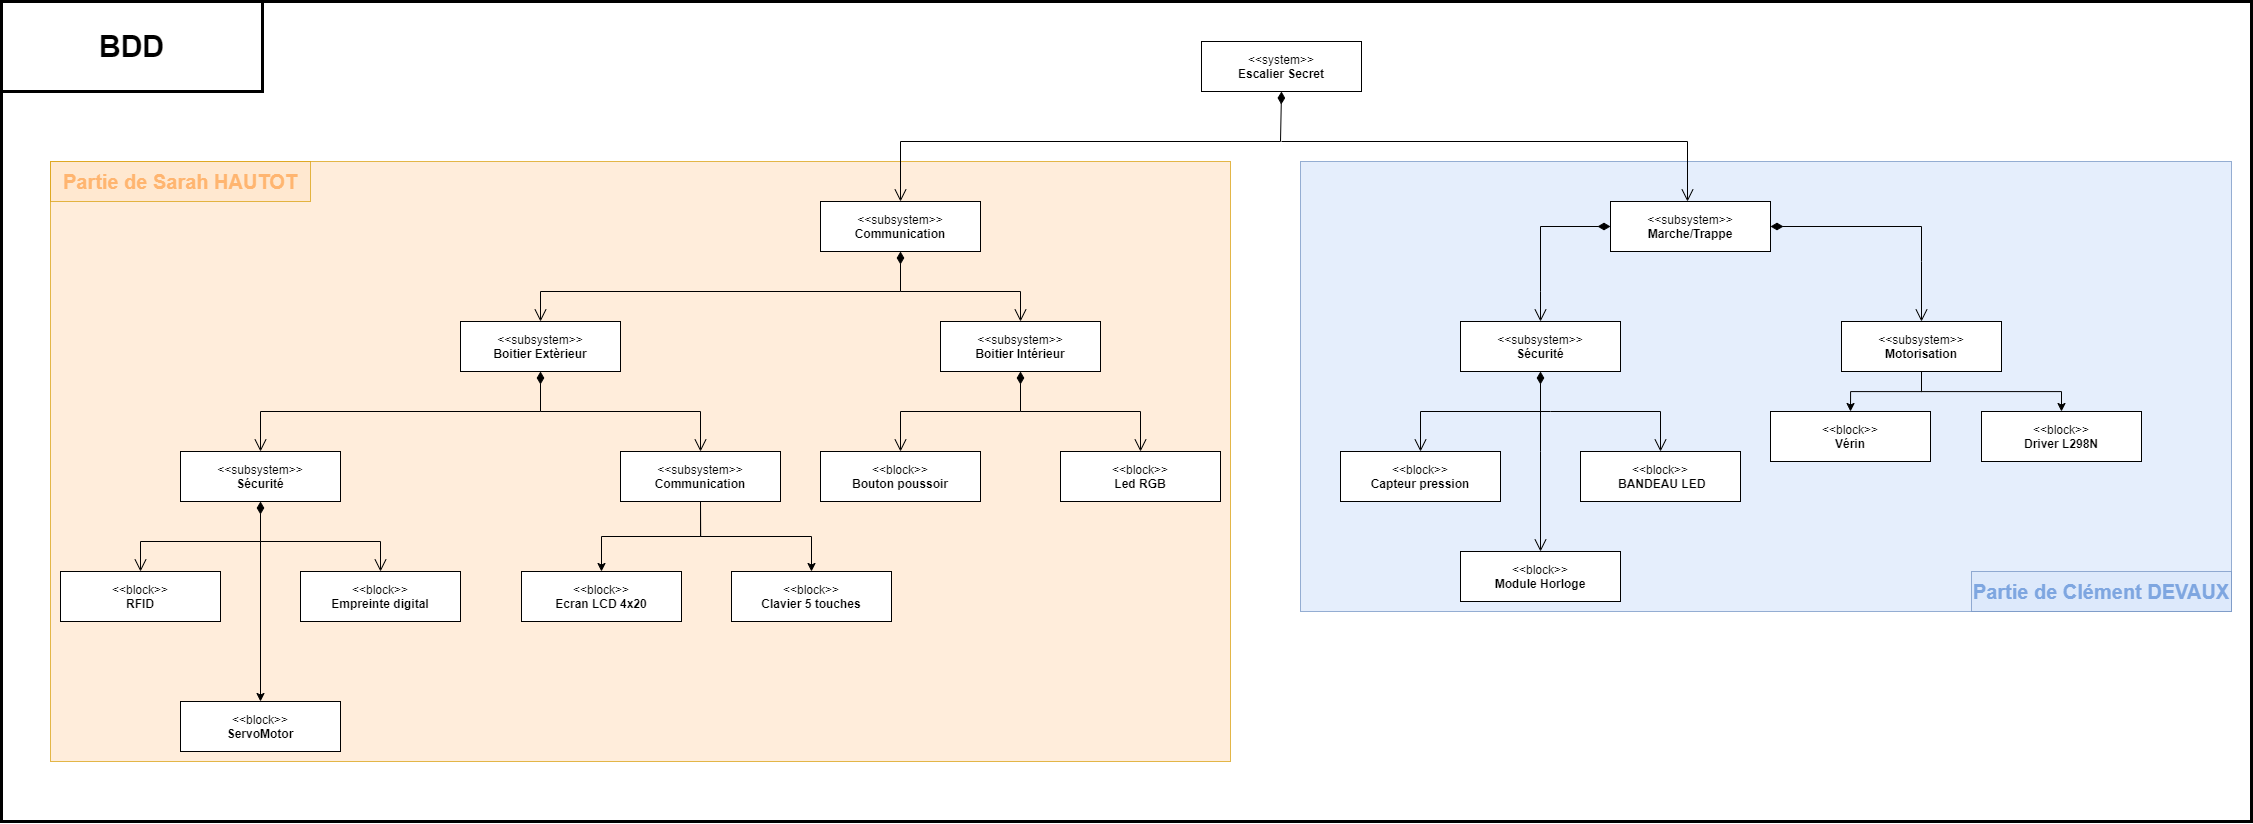 BDD
<<system>>
Escalier Secret
Partie de Sarah HAUTOT
<<subsystem>>
Communication
<<subsystem>>
Marche/Trappe
<<subsystem>>
Boitier Extèrieur
<<subsystem>>
Boitier Intérieur
<<subsystem>>
Sécurité
<<subsystem>>
Motorisation
<<block>>
Vérin
<<block>>
Driver L298N
<<subsystem>>
Sécurité
<<subsystem>>
Communication
<<block>>
Bouton poussoir
<<block>>
Led RGB
<<block>>
Capteur pression
<<block>>
BANDEAU LED
<<block>>
RFID
<<block>>
Empreinte digital
<<block>>
Ecran LCD 4x20
<<block>>
Clavier 5 touches
<<block>>
Module Horloge
Partie de Clément DEVAUX
<<block>>
ServoMotor